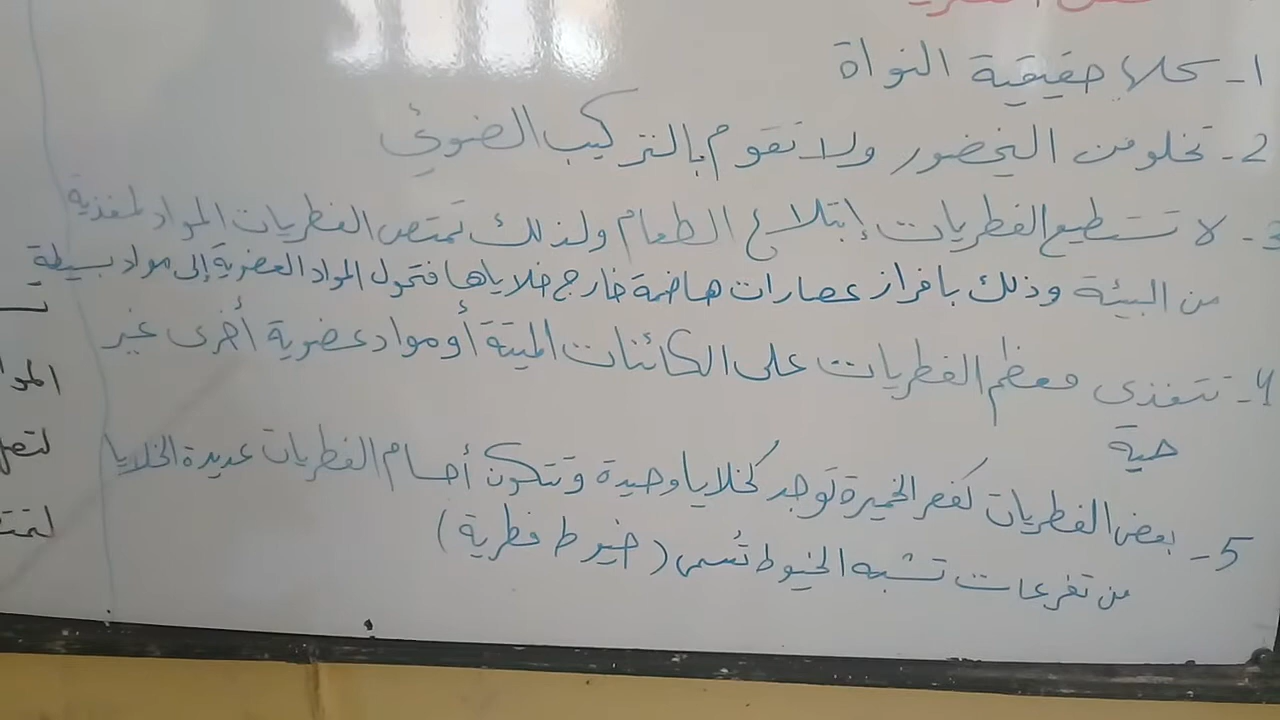 1- كلها حقيقية النواة
2- تخلو من اليخضور ولا تقوم بالتركيب الضوئي
3- لا تستطيع الفطريات إبتلاع الطعام ولذلك تمتص الفطريات المواد المغذية
من البيئة وذلك بافراز عصارات هاضمة خارج خلاياها فتحول المواد العضوية إلى مواد بسيطة
4- تتغذى معظم الفطريات على الكائنات الميتة أو مواد عضوية أخرى غير
حية
5- بعض الفطريات كفطر الخميرة توجد كخلايا وحيدة وتتكون أجسام الفطريات عديدة الخلايا
من تفرعات تشبه الخيوط تُسمى (خيوط فطرية)